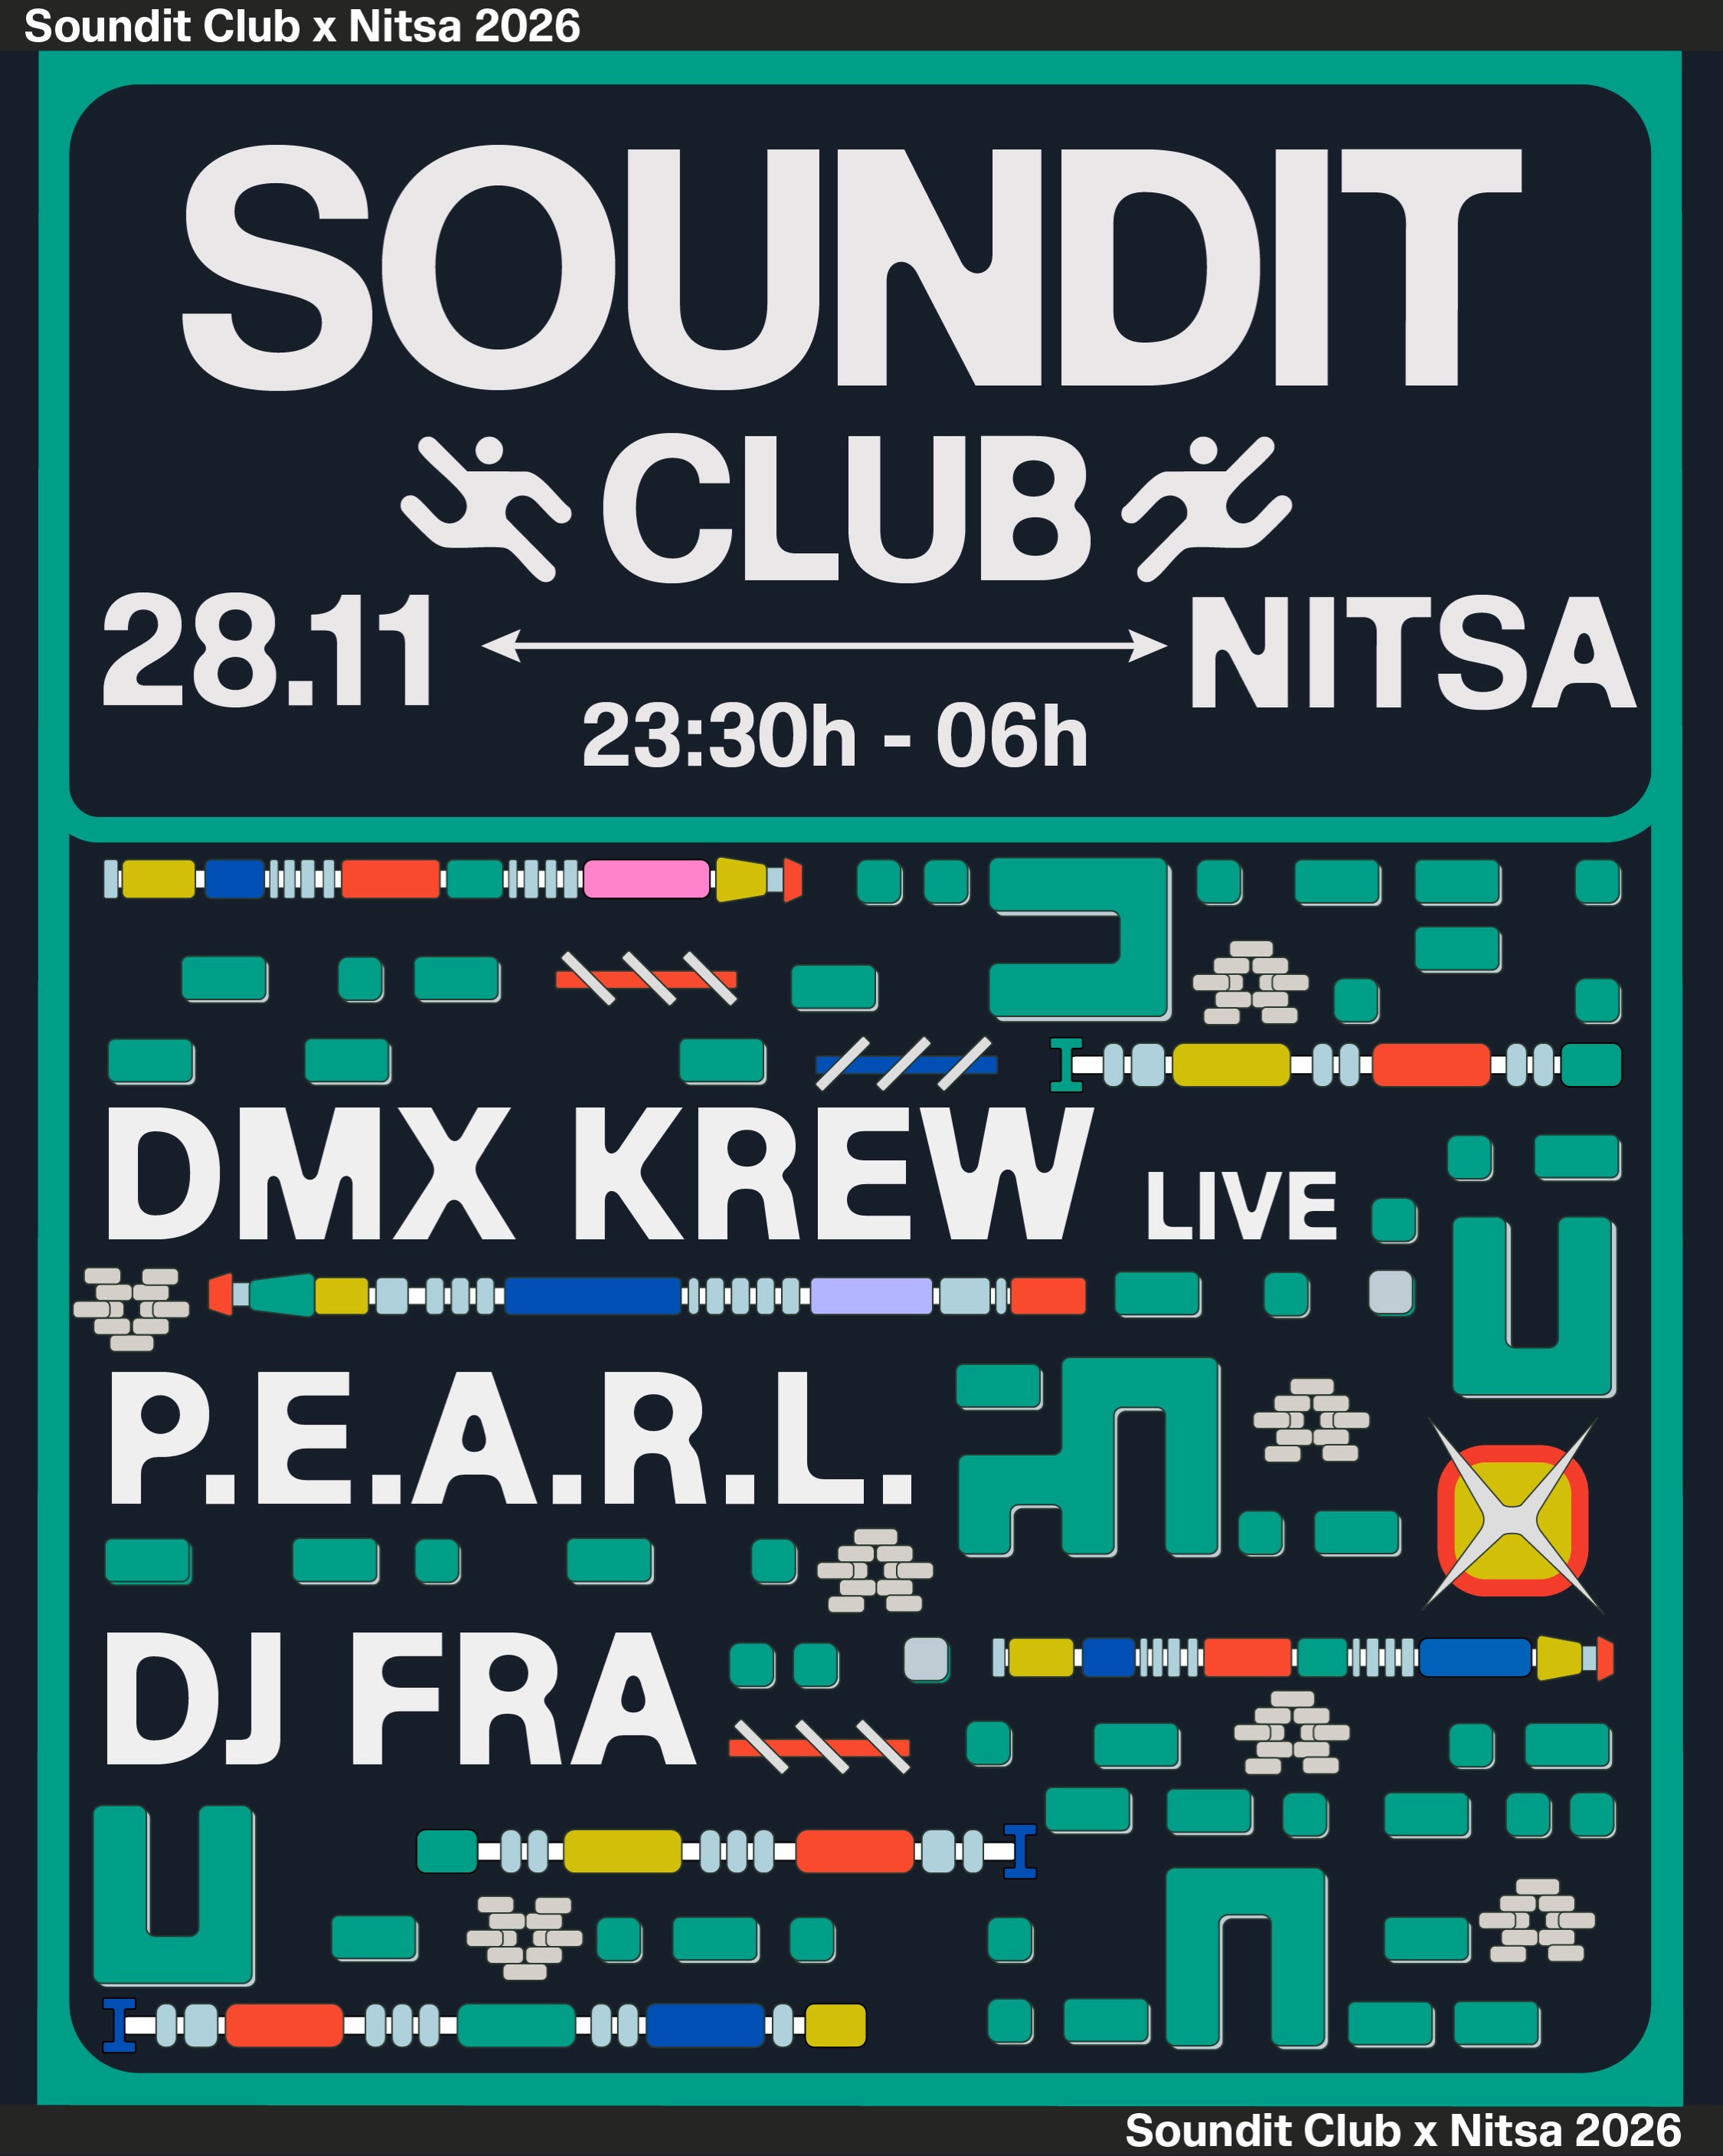 Soundit Club x Nitsa 2026
SOUNDIT
CLUB
28.11 NITSA
23:30h - 06h
DMX KREW LIVE
P.E.A.R.L.
DJ FRA
Soundit Club x Nitsa 2026